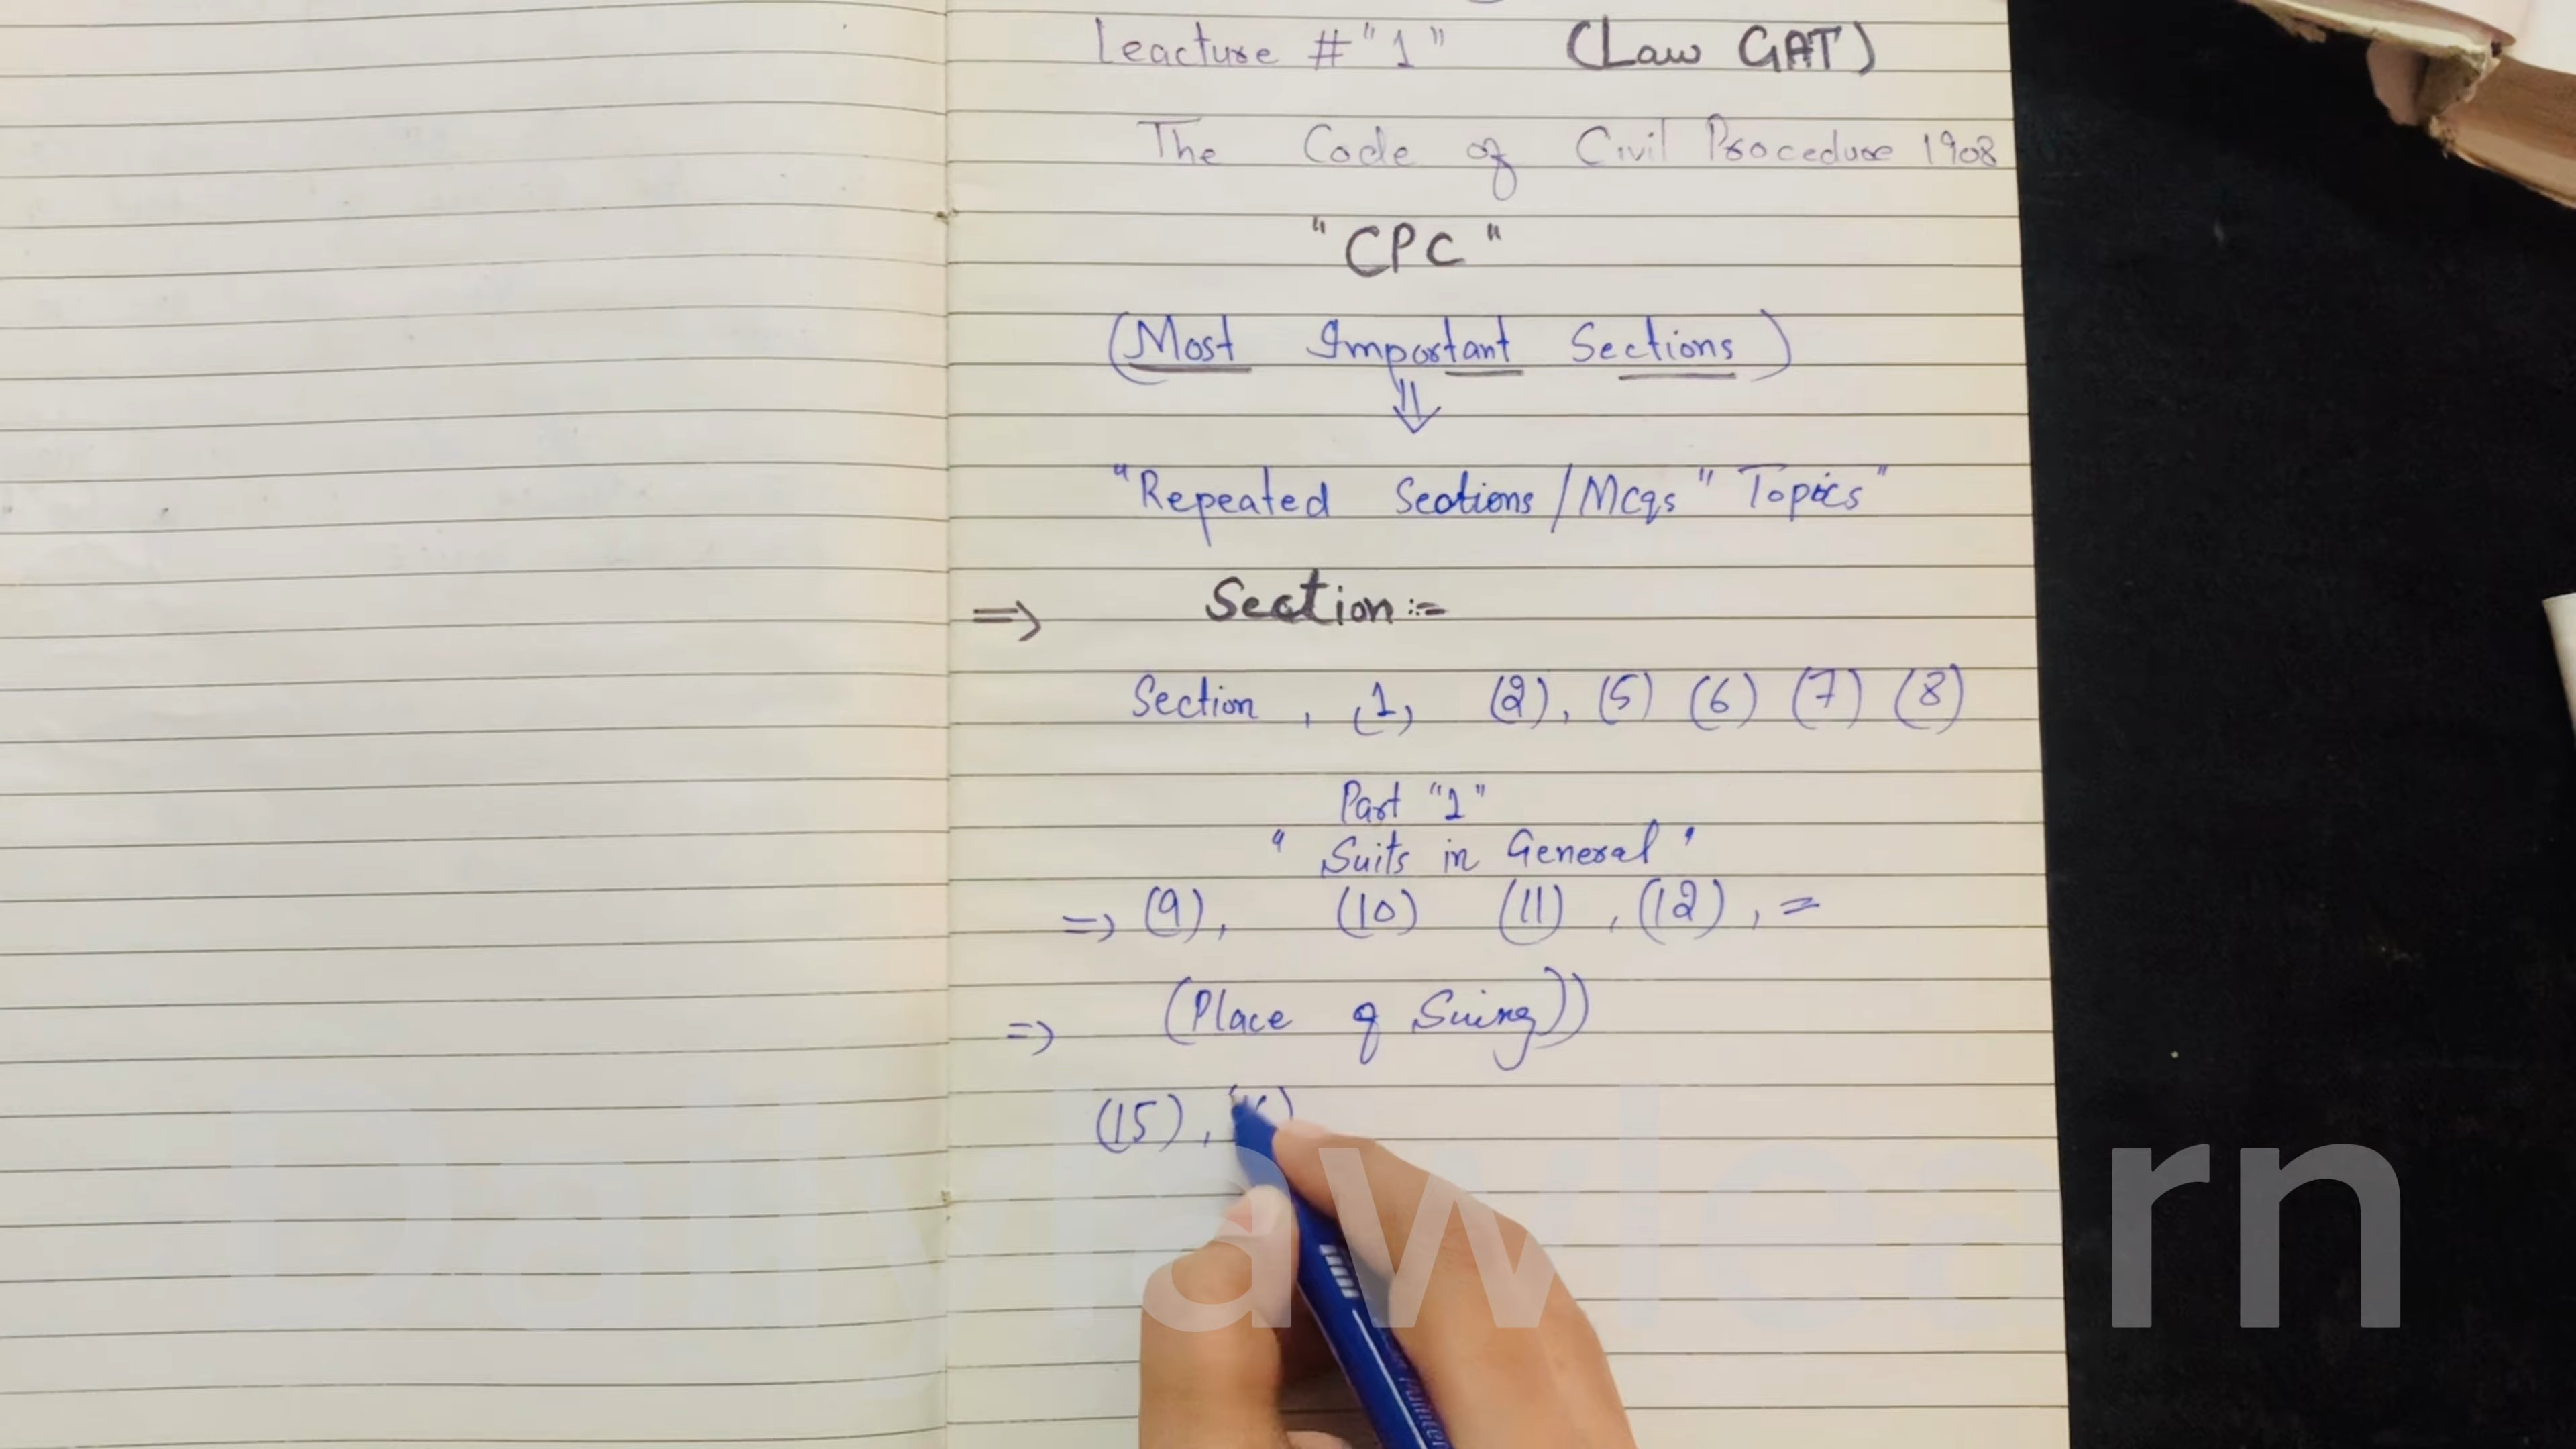 Leacture # "1" (Law GAT)
The Code of Civil Procedure 1908
"CPC"
(Most Important Sections)
"Repeated Sections/Mcqs" Topics"
=> Section :-
Section , (1), (2), (5) (6) (7) (8)
Part "1"
" Suits in General "
=> (9), (10) (11) , (12), =
=> (Place of Suing))
(15),
Dailylawlearn